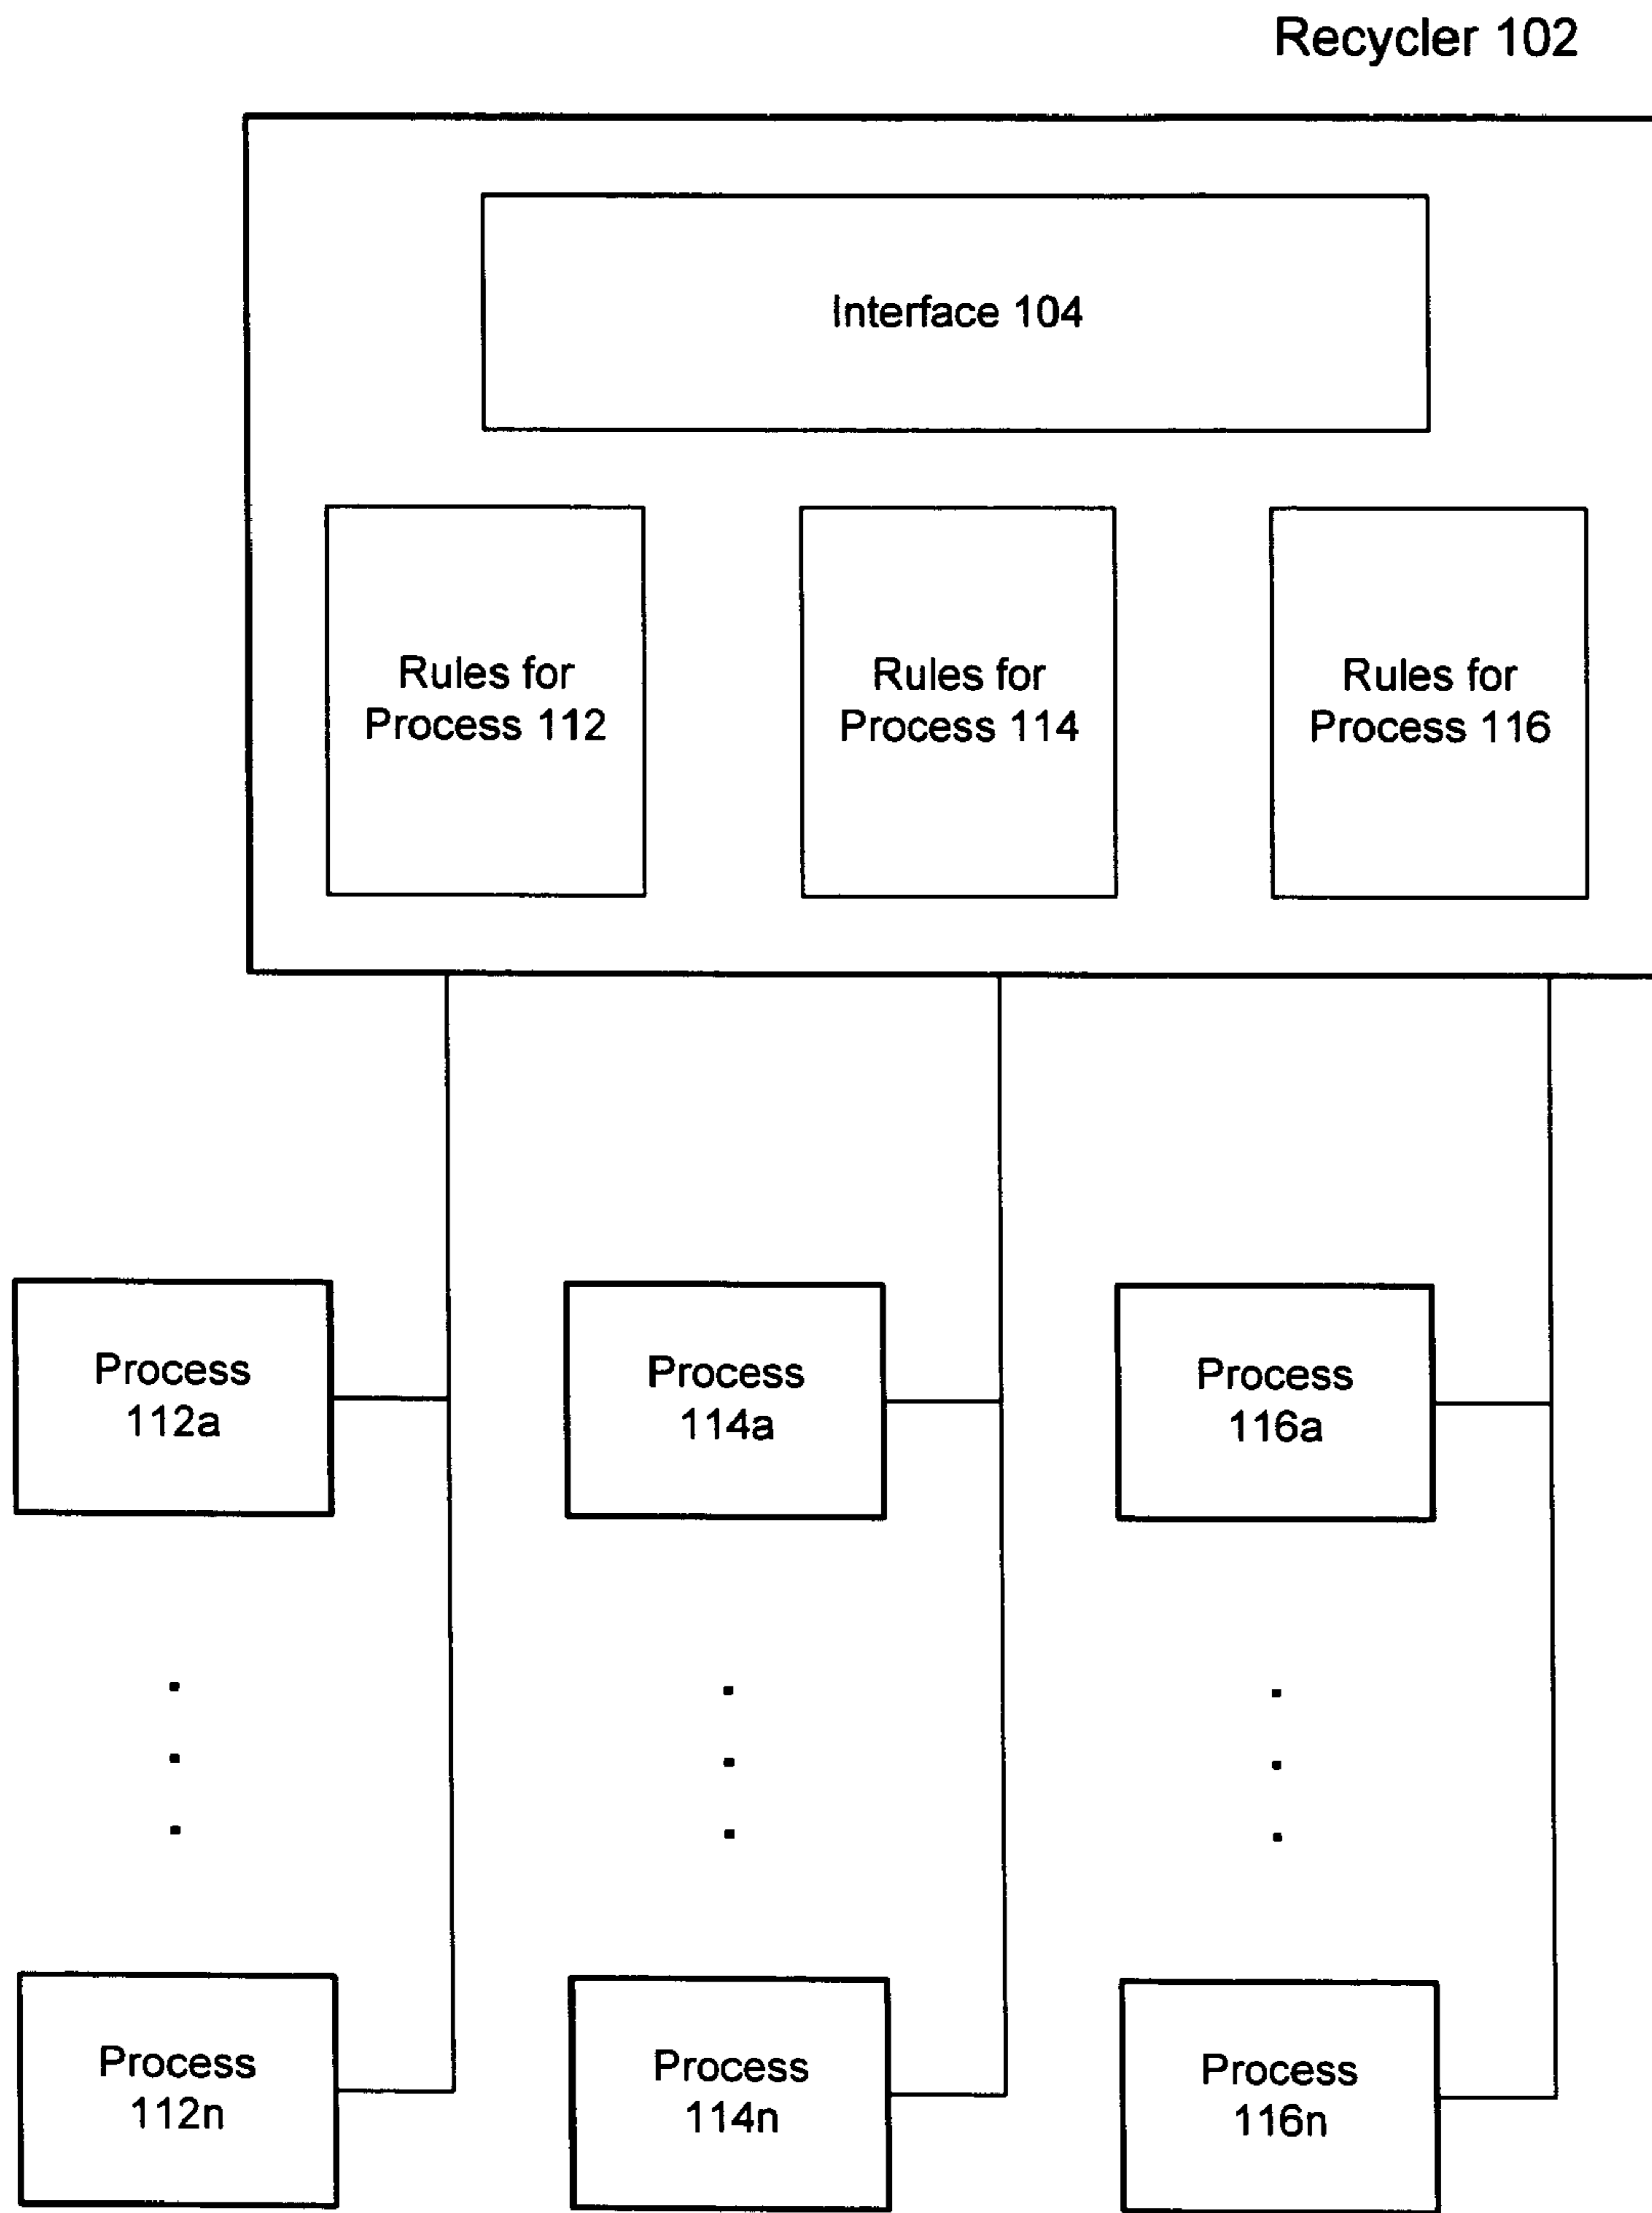 Recycler 102
Interface 104
Rules for
Process 112
Rules for
Process 114
Rules for
Process 116
Process
112a
Process
114a
Process
116a
Process
112n
Process
114n
Process
116n